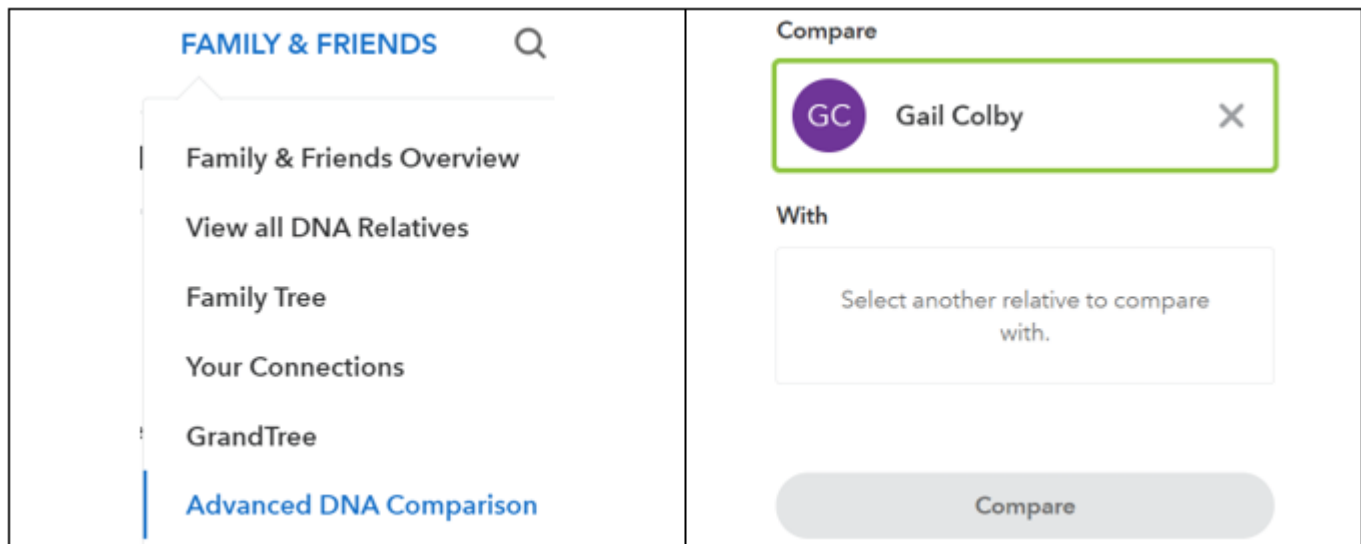 FAMILY & FRIENDS
Family & Friends Overview
View all DNA Relatives
Family Tree
Your Connections
GrandTree
Advanced DNA Comparison
Compare
GC Gail Colby
With
Select another relative to compare
with.
Compare